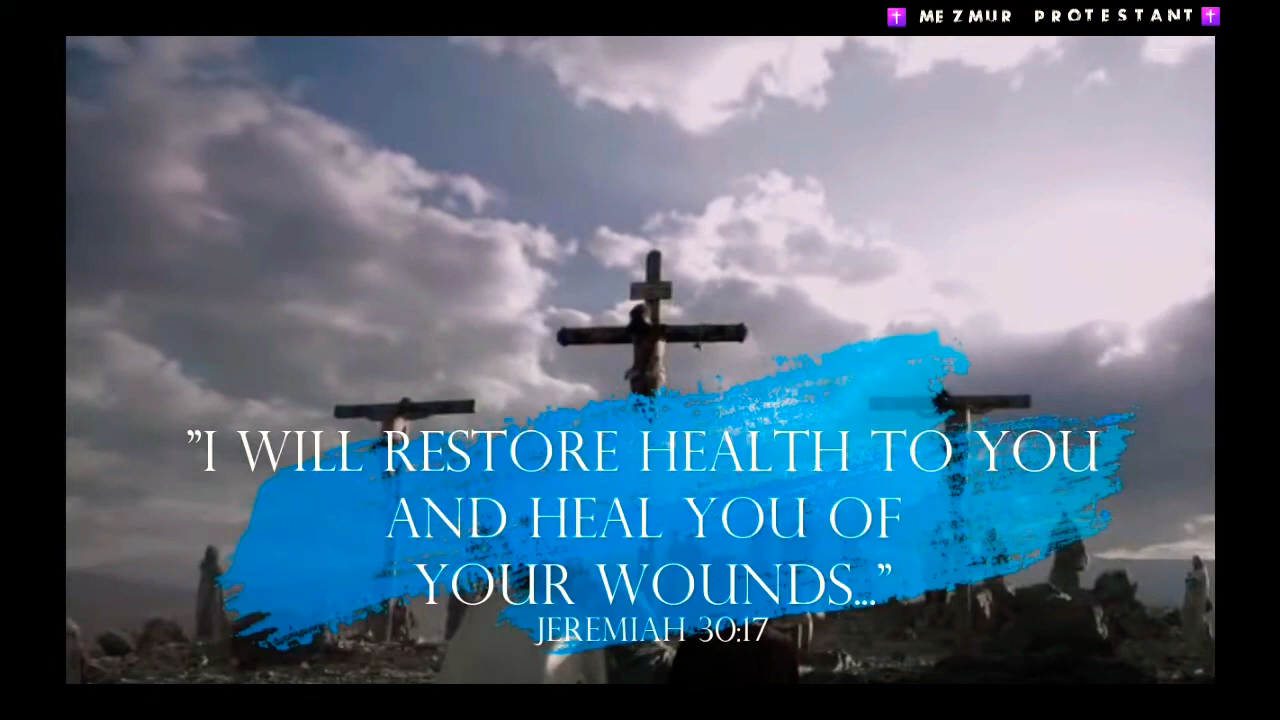 ✝ MEZMUR PROTESTANT ✝
"I WILL RESTORE HEALTH TO YOU
AND HEAL YOU OF
YOUR WOUNDS..."
JEREMIAH 30:17